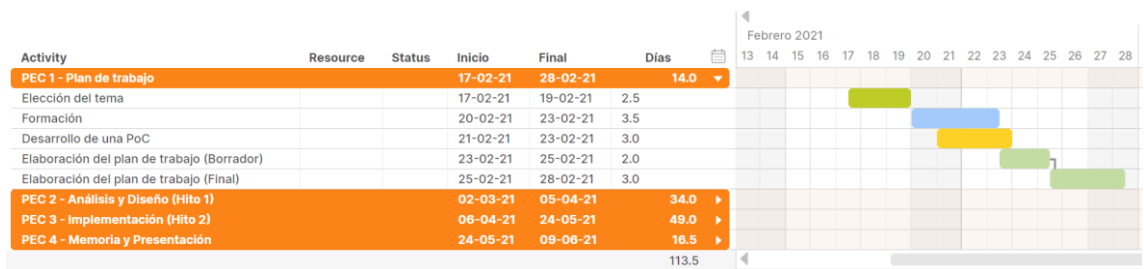 Febrero 2021
Activity Resource Status Inicio Final Días 13 14 15 16 17 18 19 20 21 22 23 24 25 26 27 28
PEC 1 - Plan de trabajo 17-02-21 28-02-21 14.0
Elección del tema 17-02-21 19-02-21 2.5
Formación 20-02-21 23-02-21 3.5
Desarrollo de una PoC 21-02-21 23-02-21 3.0
Elaboración del plan de trabajo (Borrador) 23-02-21 25-02-21 2.0
Elaboración del plan de trabajo (Final) 25-02-21 28-02-21 3.0
PEC 2 - Análisis y Diseño (Hito 1) 02-03-21 05-04-21 34.0
PEC 3 - Implementación (Hito 2) 06-04-21 24-05-21 49.0
PEC 4 - Memoria y Presentación 24-05-21 09-06-21 16.5
113.5